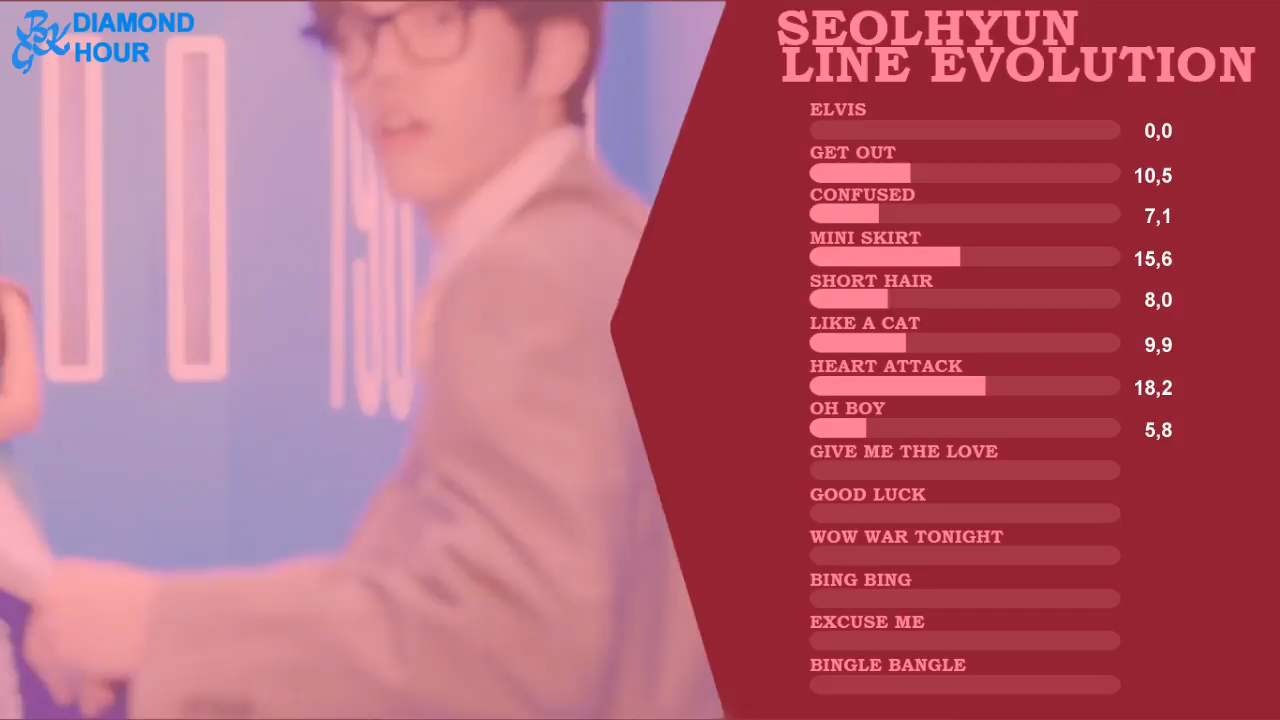 DIAMOND
HOUR
SEOLHYUN
LINE EVOLUTION
ELVIS
0,0
GET OUT
10,5
CONFUSED
7,1
MINI SKIRT
15,6
SHORT HAIR
8,0
LIKE A CAT
9,9
HEART ATTACK
18,2
OH BOY
5,8
GIVE ME THE LOVE
GOOD LUCK
WOW WAR TONIGHT
BING BING
EXCUSE ME
BINGLE BANGLE